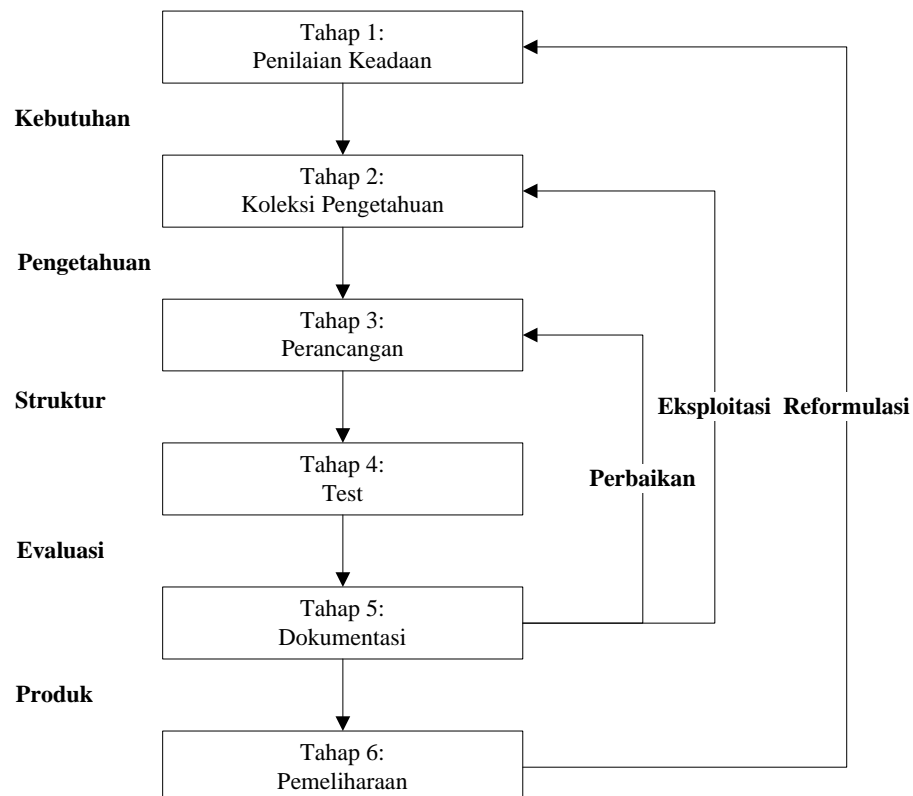 Tahap 1:
Penilaian Keadaan
Kebutuhan
Tahap 2:
Koleksi Pengetahuan
Pengetahuan
Tahap 3:
Perancangan
Struktur
Eksploitasi Reformulasi
Tahap 4:
Test
Perbaikan
Evaluasi
Tahap 5:
Dokumentasi
Produk
Tahap 6:
Pemeliharaan